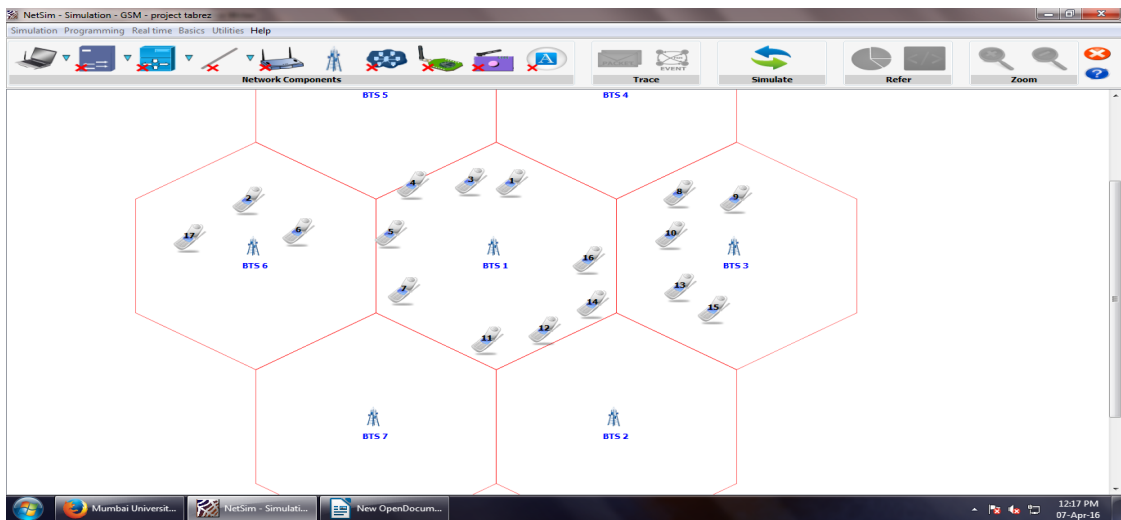 NetSim - Simulation - GSM - project tabrez
Simulation Programming Real time Basics Utilities Help
A
EVENT
Network Components Trace Simulate Refer Zoom
BTS 5 BTS 4
4 3 1
8 9
2
6
17
5
10
BTS 6 BTS 1 BTS 3
16
7
13
14
15
12
11
BTS 7 BTS 2
Mumbai Universit... NetSim - Simulati... New OpenDocum...
12:17 PM
07-Apr-16